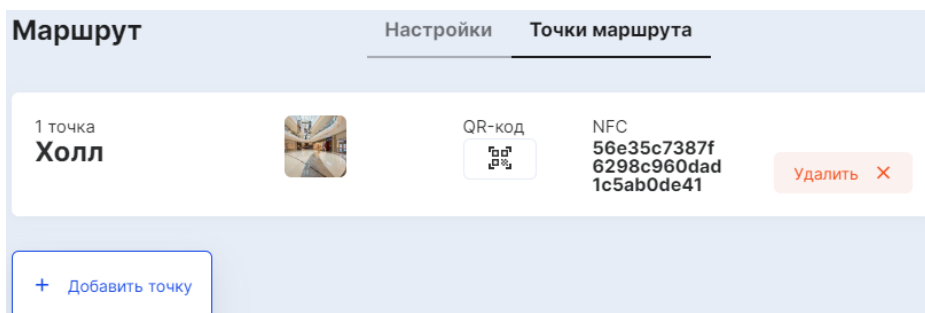 Маршрут
Настройки
Точки маршрута
1 точка
Холл
QR-код
NFC
56e35c7387f
6298c960dad
1c5ab0de41
Удалить ×
+ Добавить точку